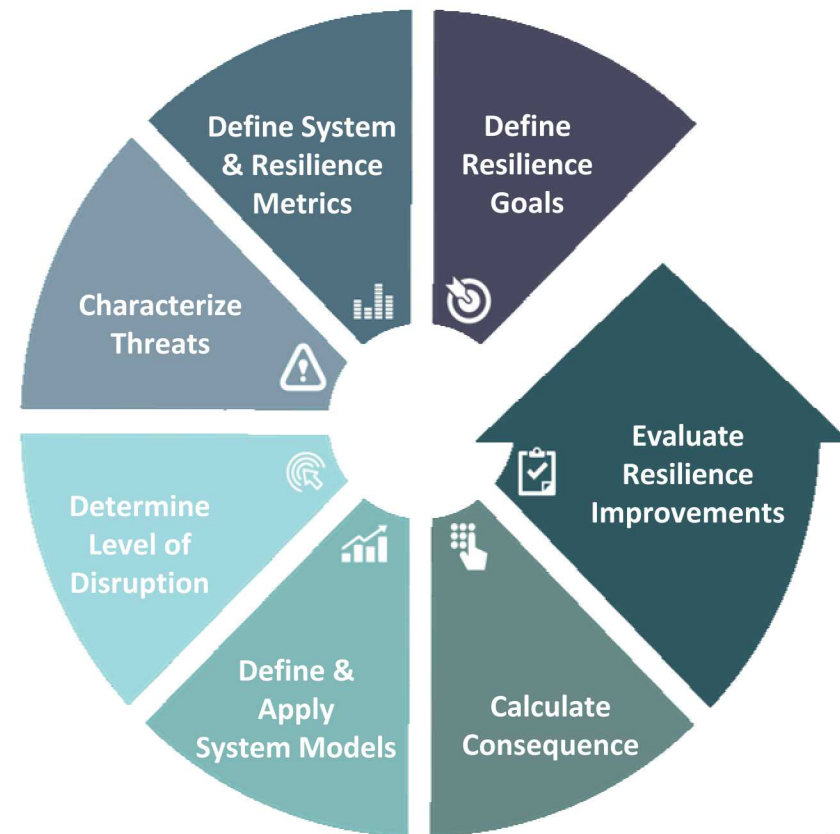 Define
Resilience
Goals
Define System
& Resilience
Metrics
Characterize
Threats
Determine
Level of
Disruption
Define &
Apply
System Models
Calculate
Consequence
Evaluate
Resilience
Improvements